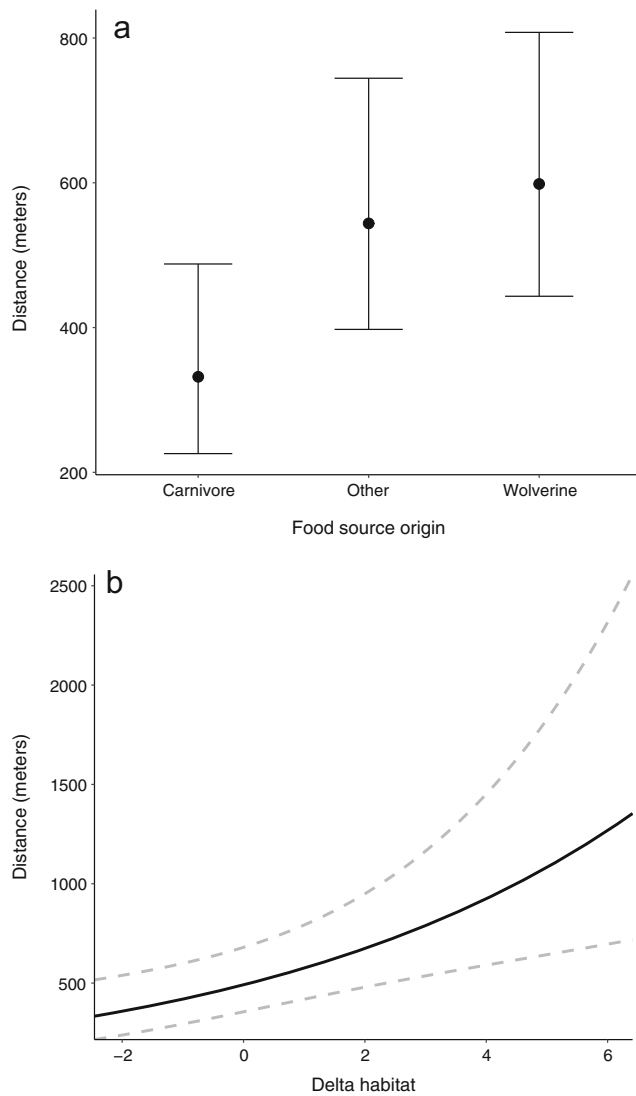 a
800
600
400
200
Distance (meters)
Carnivore Other Wolverine
Food source origin
b
2500
2000
1500
1000
500
Distance (meters)
−2 0 2 4 6
Delta habitat